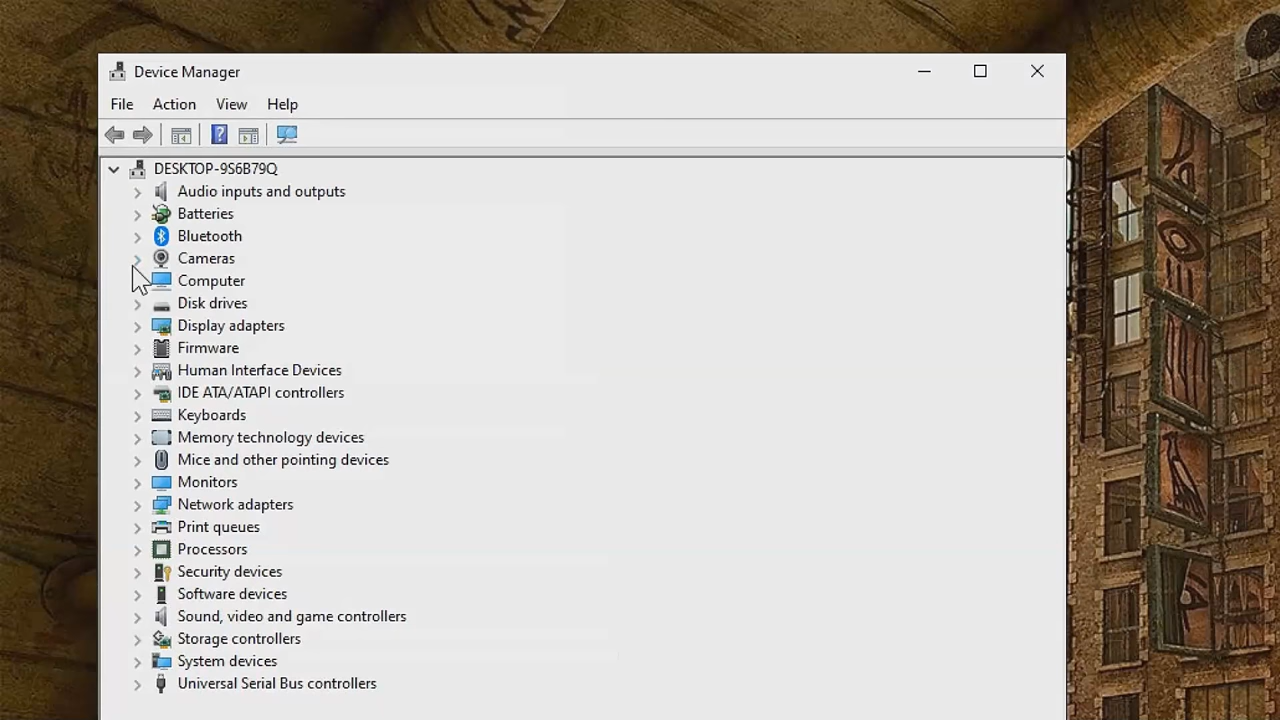 Device Manager
File Action View Help
DESKTOP-9S6B79Q
Audio inputs and outputs
Batteries
Bluetooth
Cameras
Computer
Disk drives
Display adapters
Firmware
Human Interface Devices
IDE ATA/ATAPI controllers
Keyboards
Memory technology devices
Mice and other pointing devices
Monitors
Network adapters
Print queues
Processors
Security devices
Software devices
Sound, video and game controllers
Storage controllers
System devices
Universal Serial Bus controllers